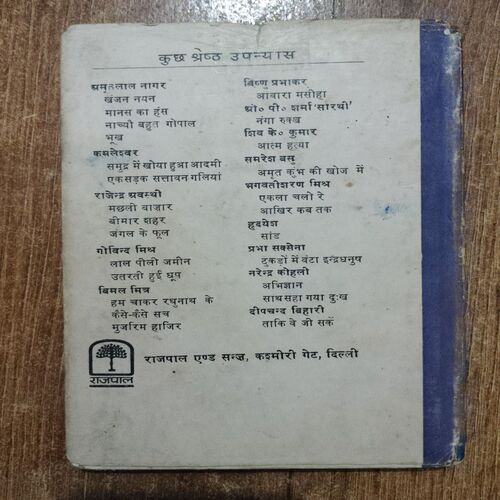 कुछ श्रेष्ठ उपन्यास
अमृतलाल नागर
खंजन नयन
मानस का हंस
नाच्यौ बहुत गोपाल
भूख
कमलेश्वर
समुद्र में खोया हुआ आदमी
एक सड़क सत्तावन गलियां
राजेन्द्र अवस्थी
मछली बाज़ार
बीमार शहर
जंगल के फूल
गोविन्द मिश्र
लाल पीली जमीन
उतरती हुई धूप
बिमल मित्र
हम चाकर रघुनाथ के
कैसे-कैसे सच
मुजरिम हाजिर
विष्णु प्रभाकर
आवारा मसीहा
श्री० पी० शर्मा 'सारथी'
नंगा रुक्ख
शिव के० कुमार
आत्म हत्या
समरेश बसु
अमृत कुंभ की खोज में
भगवतीशरण मिश्र
एकला चलो रे
आखिर कब तक
हृदयेश
सांड
प्रभा सक्सेना
टुकड़ों में बंटा इन्द्रधनुष
नरेन्द्र कोहली
अभिज्ञान
साथ सहा गया दुःख
दीपचन्द बिहारी
ताकि वे जी सकें
राजपाल एण्ड सन्ज़, कश्मीरी गेट, दिल्ली
राजपाल